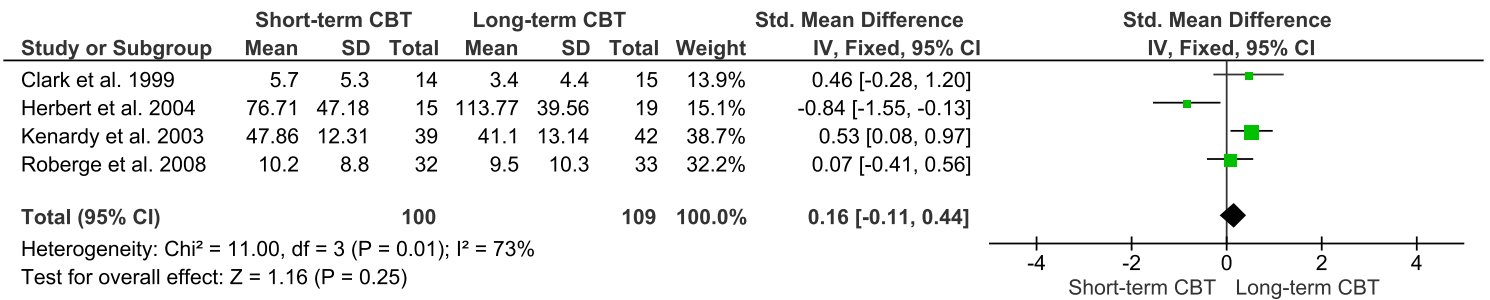 Short-term CBT Long-term CBT Std. Mean Difference Std. Mean Difference
Study or Subgroup Mean SD Total Mean SD Total Weight IV, Fixed, 95% CI IV, Fixed, 95% CI
Clark et al. 1999 5.7 5.3 14 3.4 4.4 15 13.9% 0.46 [-0.28, 1.20]
Herbert et al. 2004 76.71 47.18 15 113.77 39.56 19 15.1% -0.84 [-1.55, -0.13]
Kenardy et al. 2003 47.86 12.31 39 41.1 13.14 42 38.7% 0.53 [0.08, 0.97]
Roberge et al. 2008 10.2 8.8 32 9.5 10.3 33 32.2% 0.07 [-0.41, 0.56]
Total (95% CI) 100 109 100.0% 0.16 [-0.11, 0.44]
Heterogeneity: Chi² = 11.00, df = 3 (P = 0.01); I² = 73%
Test for overall effect: Z = 1.16 (P = 0.25)
-4 -2 0 2 4
Short-term CBT Long-term CBT